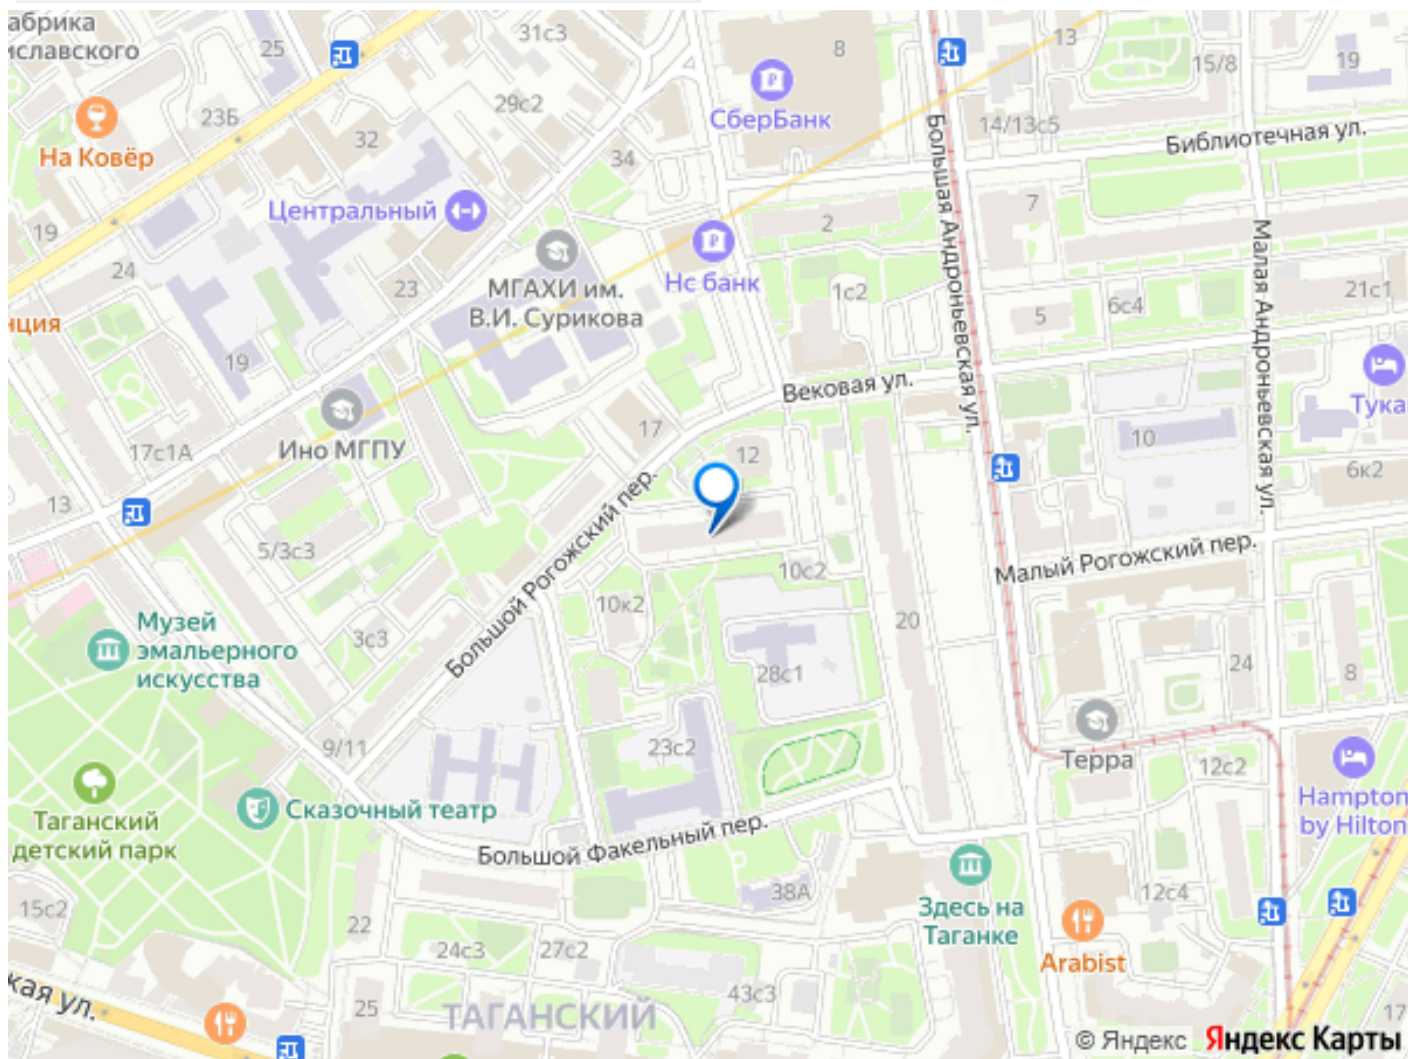 абрика
иславского
25
31с3
8
13
15/8
19
23Б
На Ковёр
32
29с2
СберБанк
14/13с5
Библиотечная ул.
34
Центральный
19
24
23
МГАХИ им.
В.И. Сурикова
Нс банк
2
7
Большая Андроньевская ул.
Малая Андроньевская ул.
1с2
5
6с4
21с1
нция
19
Вековая ул.
Тука
17с1А
Ино МГПУ
17
12
10
6к2
13
5/3с3
Большой Рогожский пер.
Малый Рогожский пер.
10с2
10к2
3с3
Музей
эмальерного
искусства
28с1
20
24
8
9/11
23с2
Терра
12с2
Сказочный театр
Таганский
детский парк
Hampton
by Hilton
Большой Факельный пер.
38А
Здесь на
Таганке
12с4
15с2
22
24с3
27с2
Arabist
кая ул.
25
43с3
ТАГАНСКИЙ
17
© Яндекс Яндекс Карты